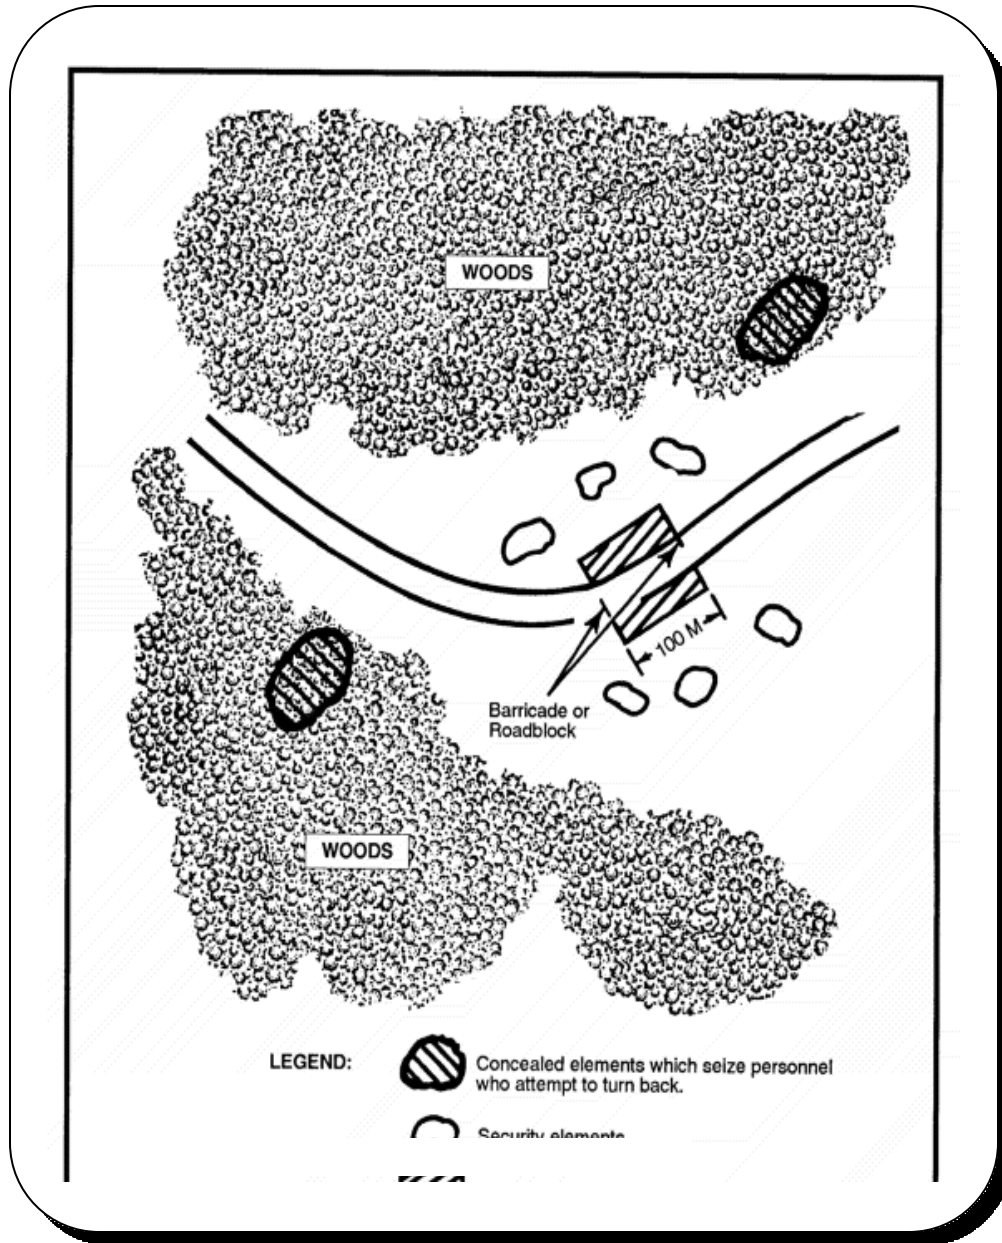 WOODS
100 M
Barricade or
Roadblock
WOODS
LEGEND:
Concealed elements which seize personnel
who attempt to turn back.
Security elements